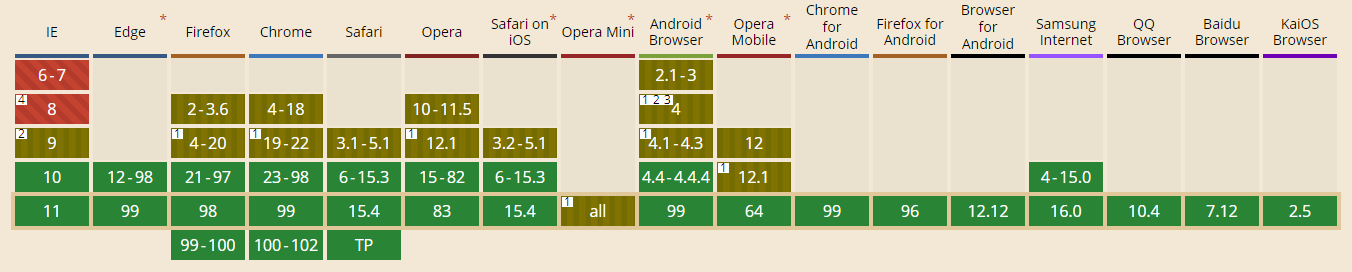 IE Edge * Firefox Chrome Safari Opera Safari on iOS * Opera Mini * Android Browser * Opera Mobile * Chrome for Android Firefox for Android Browser for Android Samsung Internet QQ Browser Baidu Browser KaiOS Browser
6-7 2.1-3
4 8 2-3.6 4-18 10-11.5 1 2 3 4
2 9 1 4-20 1 19-22 3.1-5.1 1 12.1 3.2-5.1 1 4.1-4.3 12
10 12-98 21-97 23-98 6-15.3 15-82 6-15.3 4.4-4.4.4 1 12.1 4-15.0
11 99 98 99 15.4 83 15.4 1 all 99 64 99 96 12.12 16.0 10.4 7.12 2.5
99-100 100-102 TP